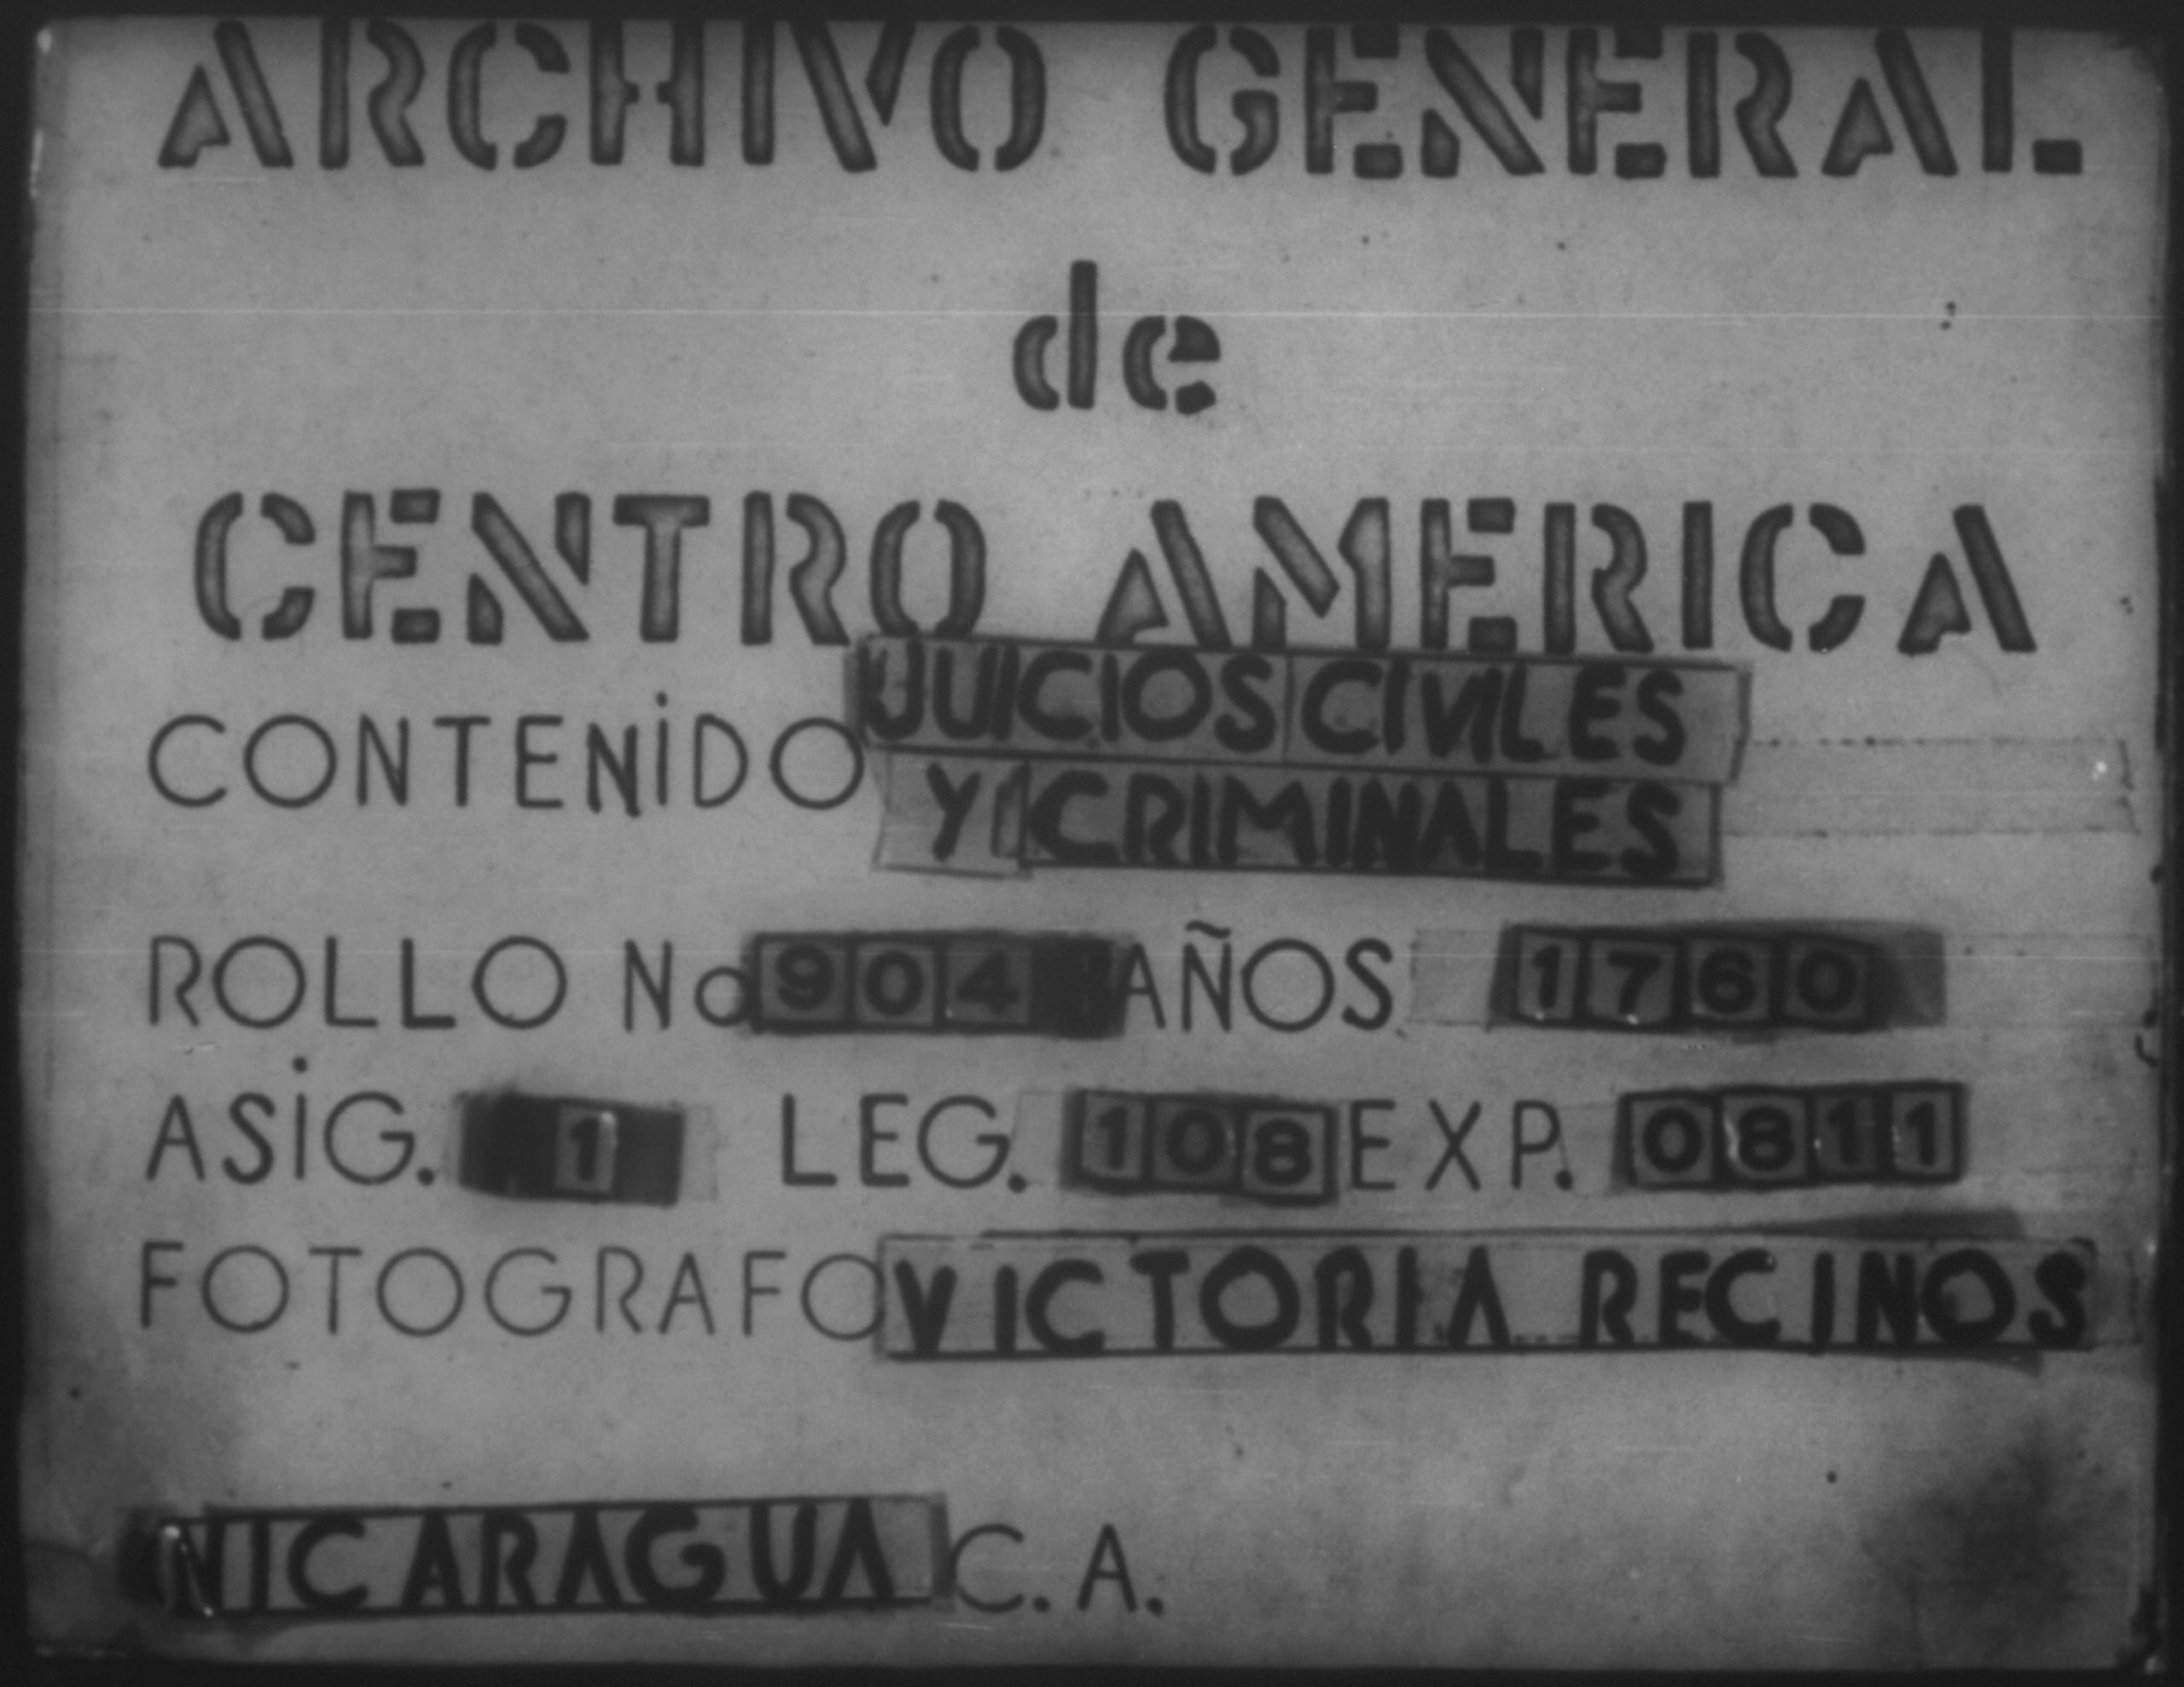 ARCHIVO GENERAL
de
CENTRO AMERICA
CONTENIDO JUICIOS CIVILES
Y CRIMINALES
ROLLO No 904 AÑOS 1760
ASIG. 1 LEG. 108 EXP. 0811
FOTOGRAFO VICTORIA RECINOS
NICARAGUA C.A.